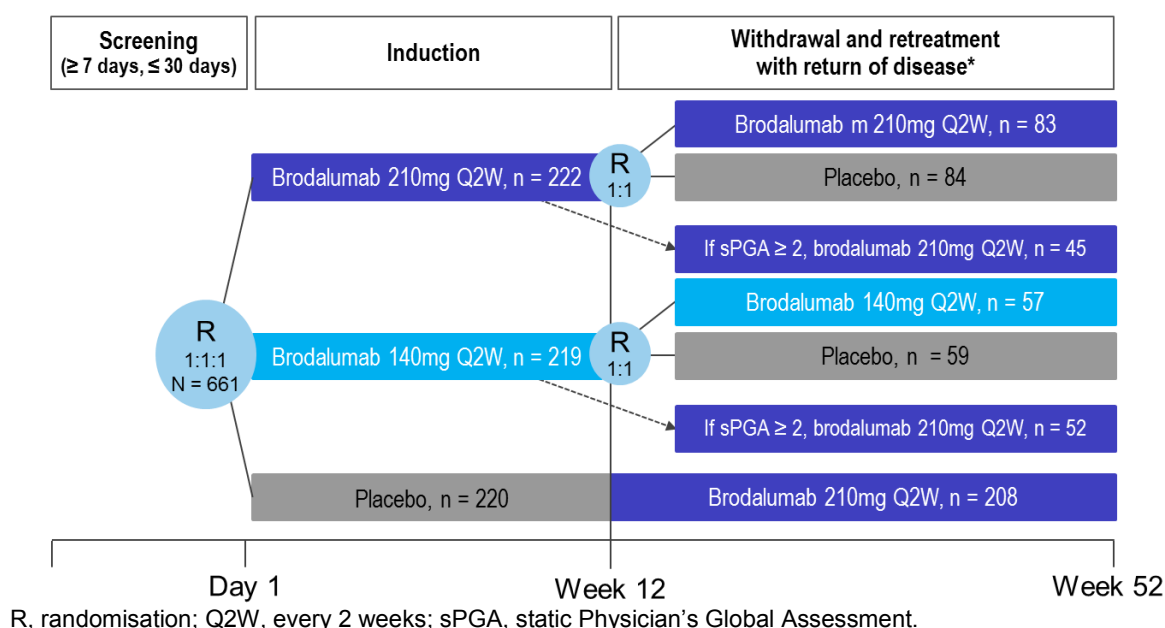 Screening
(≥ 7 days, ≤ 30 days)
Induction
Withdrawal and retreatment
with return of disease*
Brodalumab m 210mg Q2W, n = 83
Brodalumab 210mg Q2W, n = 222
R
1:1
Placebo, n = 84
If sPGA ≥ 2, brodalumab 210mg Q2W, n = 45
Brodalumab 140mg Q2W, n = 57
R
1:1:1
N = 661
Brodalumab 140mg Q2W, n = 219
R
1:1
Placebo, n = 59
If sPGA ≥ 2, brodalumab 210mg Q2W, n = 52
Placebo, n = 220
Brodalumab 210mg Q2W, n = 208
Day 1
Week 12
Week 52
R, randomisation; Q2W, every 2 weeks; sPGA, static Physician's Global Assessment.